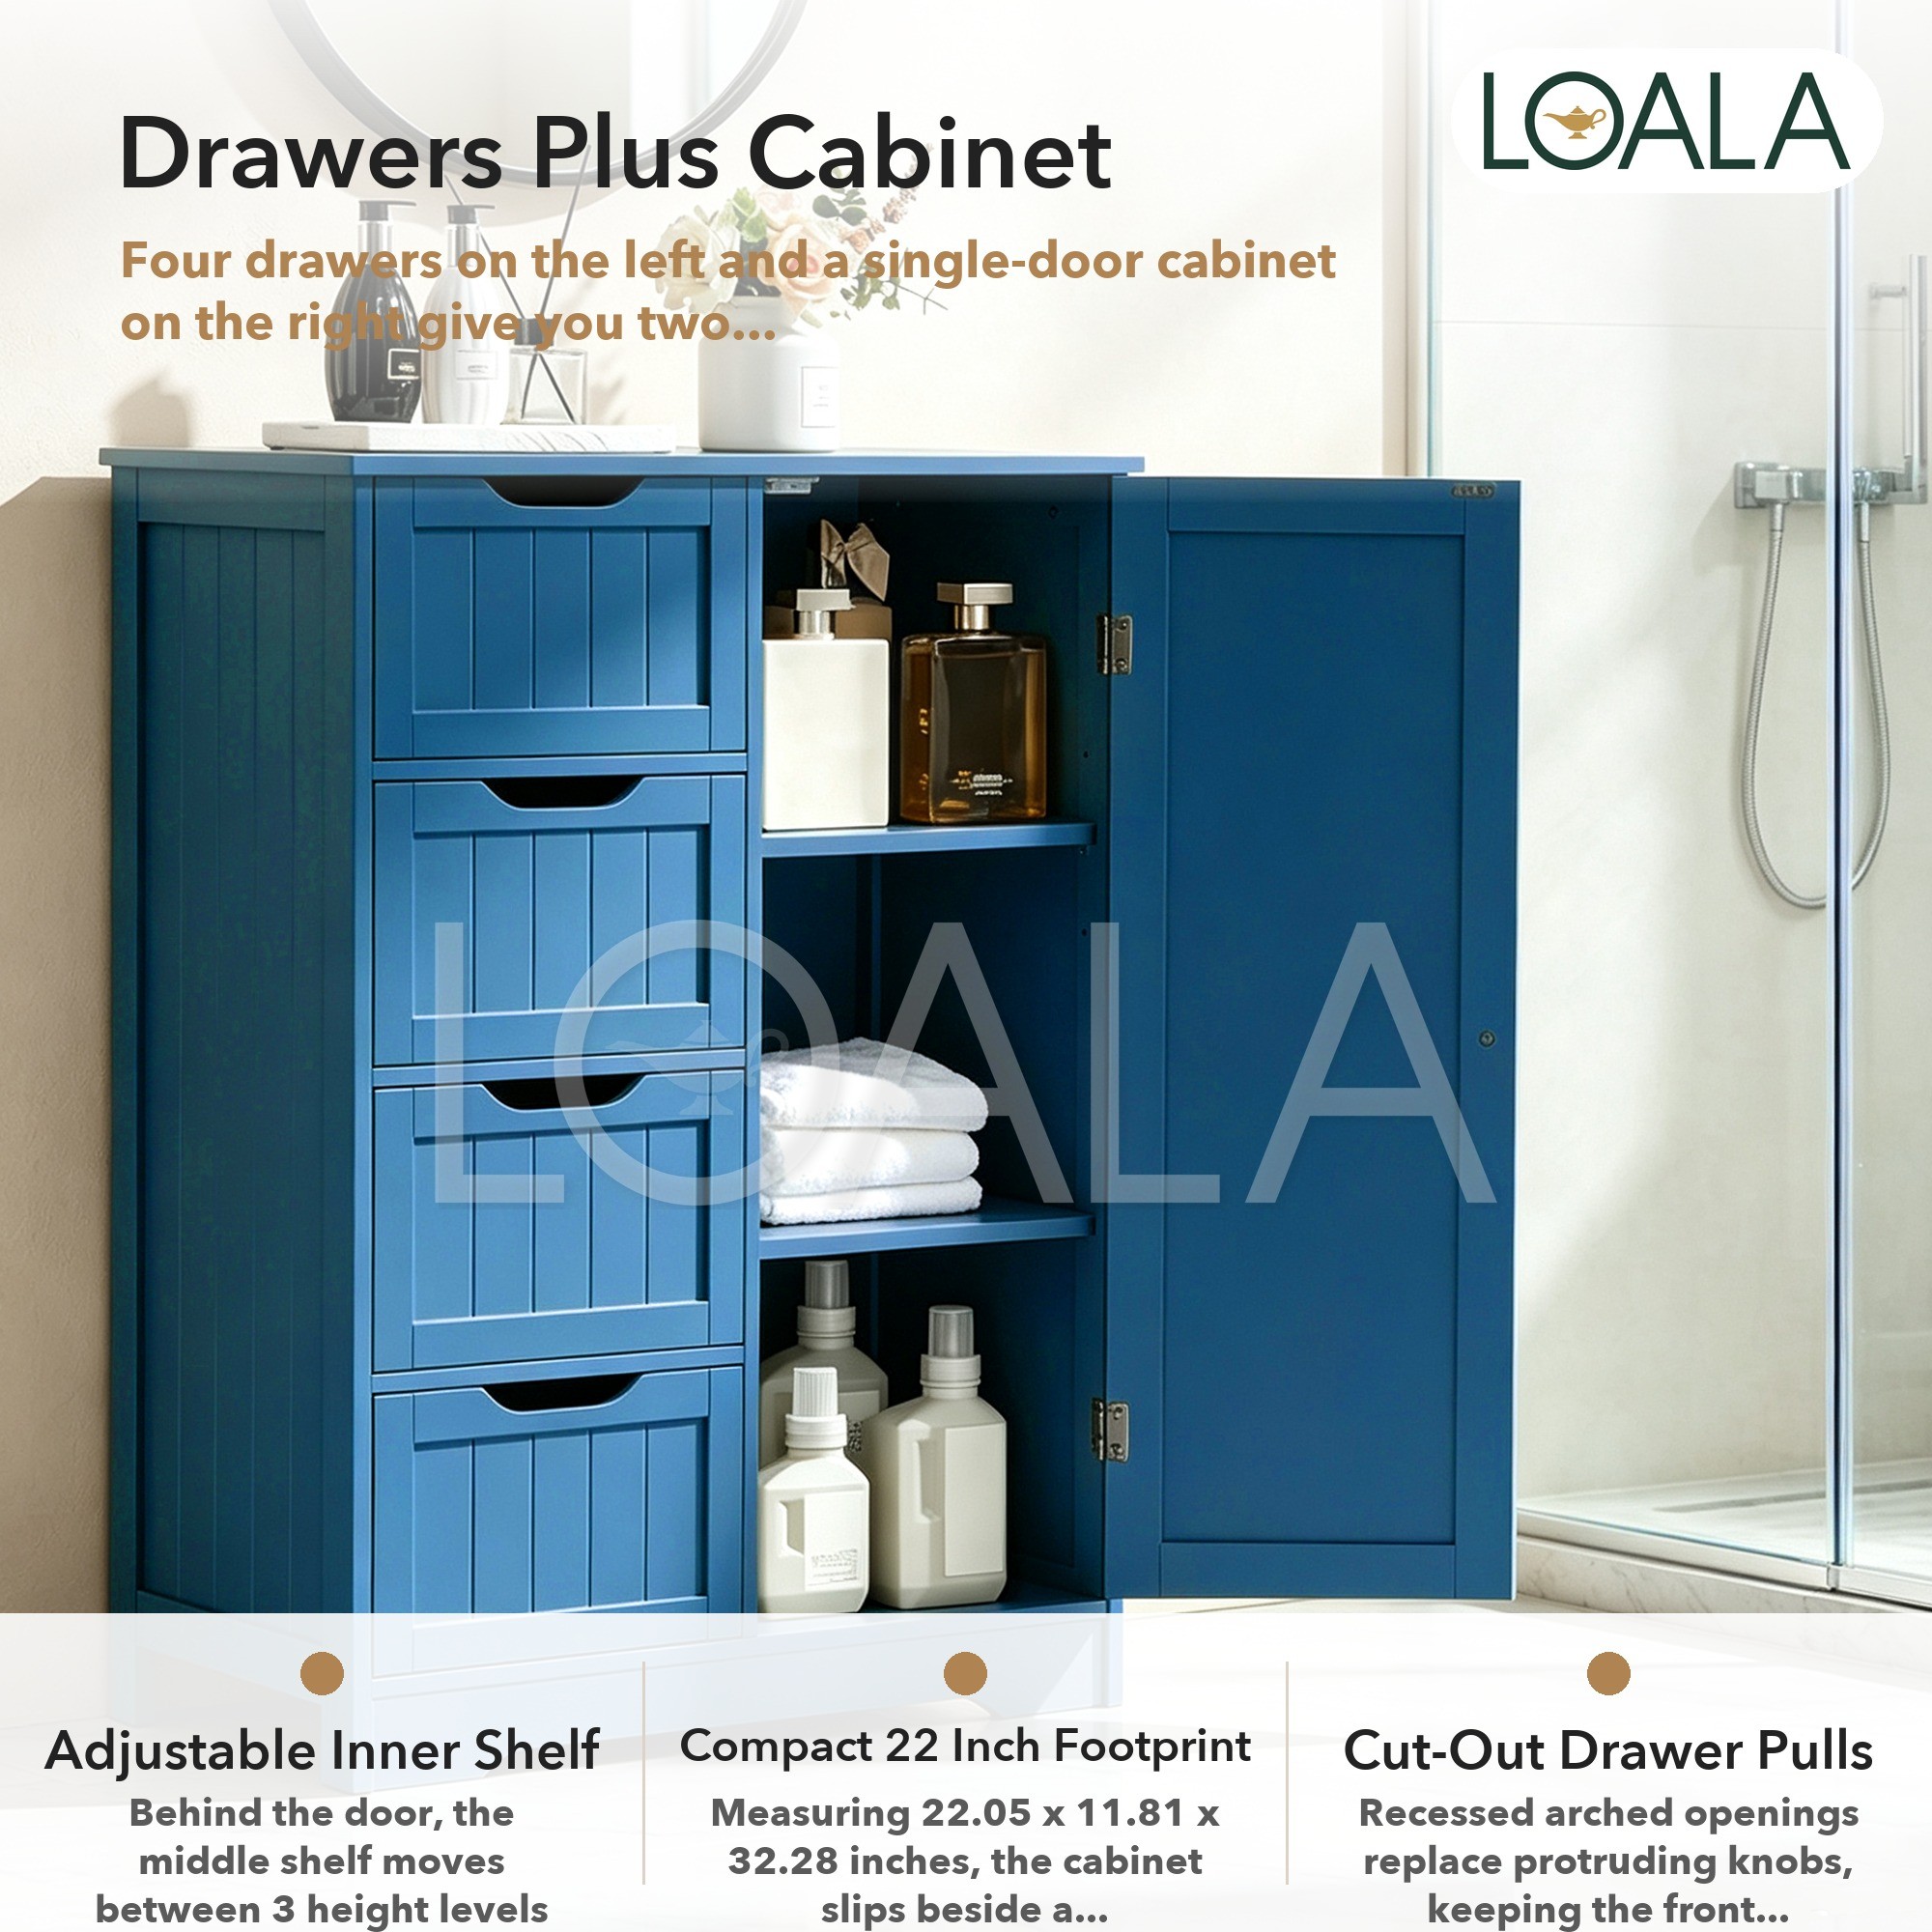 LOALA
Drawers Plus Cabinet
Four drawers on the left and a single-door cabinet
on the right give you two...
LOALA
Adjustable Inner Shelf
Behind the door, the
middle shelf moves
between 3 height levels
Compact 22 Inch Footprint
Measuring 22.05 x 11.81 x
32.28 inches, the cabinet
slips beside a...
Cut-Out Drawer Pulls
Recessed arched openings
replace protruding knobs,
keeping the front...